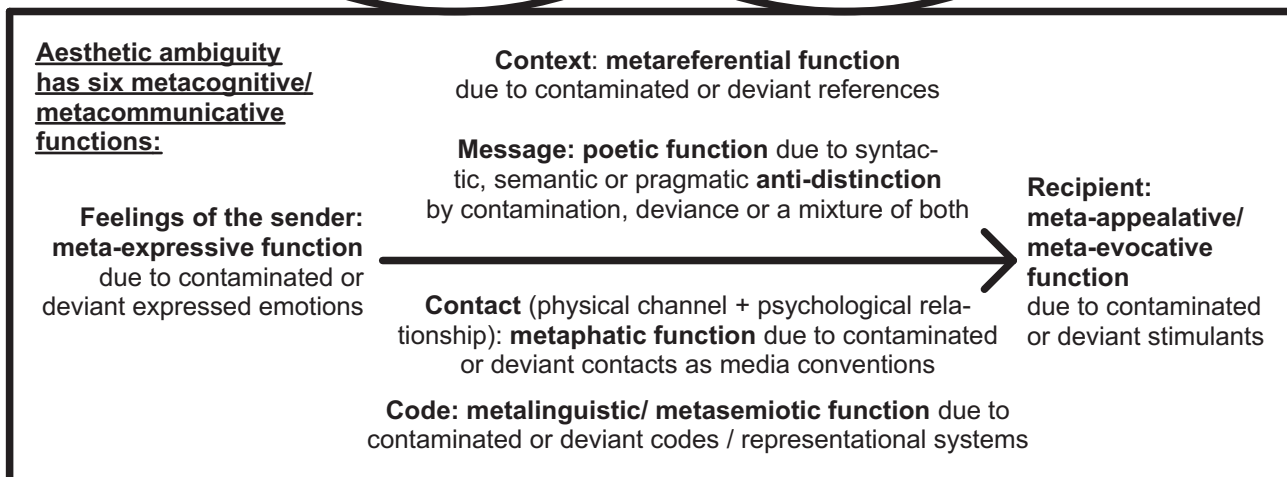 Aesthetic ambiguity
has six metacognitive/
metacommunicative
functions:
Context: metareferential function
due to contaminated or deviant references
Message: poetic function due to syntac-
tic, semantic or pragmatic anti-distinction
by contamination, deviance or a mixture of both
Feelings of the sender:
meta-expressive function
due to contaminated or
deviant expressed emotions
Recipient:
meta-appealative/
meta-evocative
function
due to contaminated
or deviant stimulants
Contact (physical channel + psychological rela-
tionship): metaphatic function due to contaminated
or deviant contacts as media conventions
Code: metalinguistic/ metasemiotic function due to
contaminated or deviant codes / representational systems